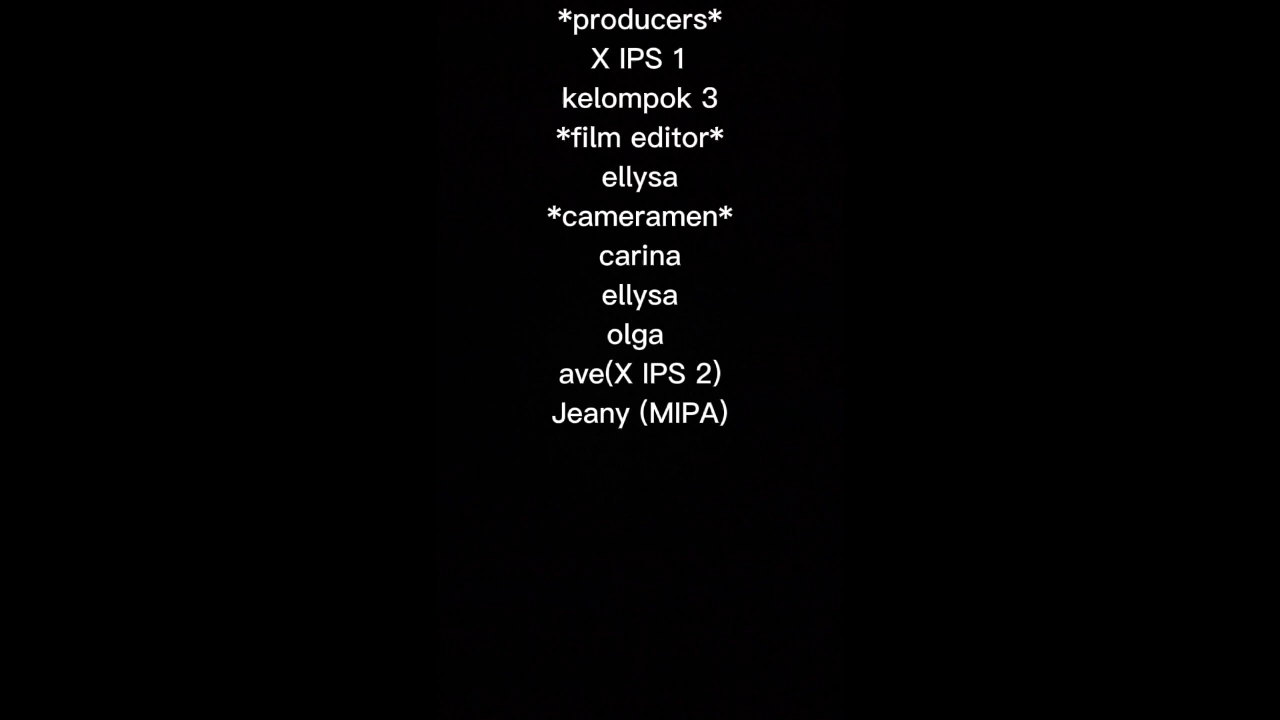 *producers*
X IPS 1
kelompok 3
*film editor*
ellysa
*cameramen*
carina
ellysa
olga
ave(X IPS 2)
Jeany (MIPA)